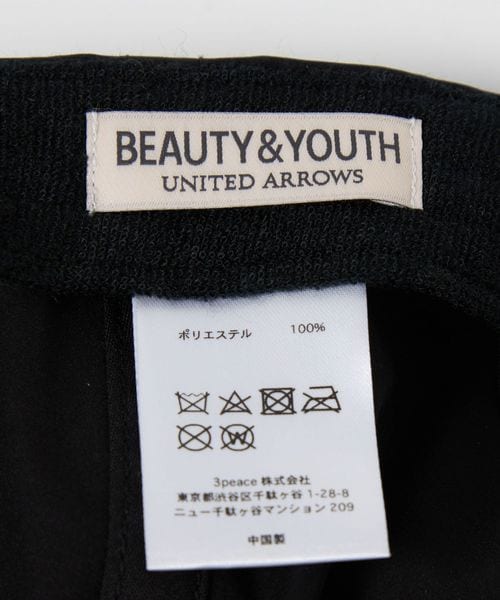 BEAUTY&YOUTH
UNITED ARROWS
ポリエステル 100%
W
3peace 株式会社
東京都渋谷区千駄ヶ谷 1-28-8
ニュー千駄ヶ谷マンション 209
中国製